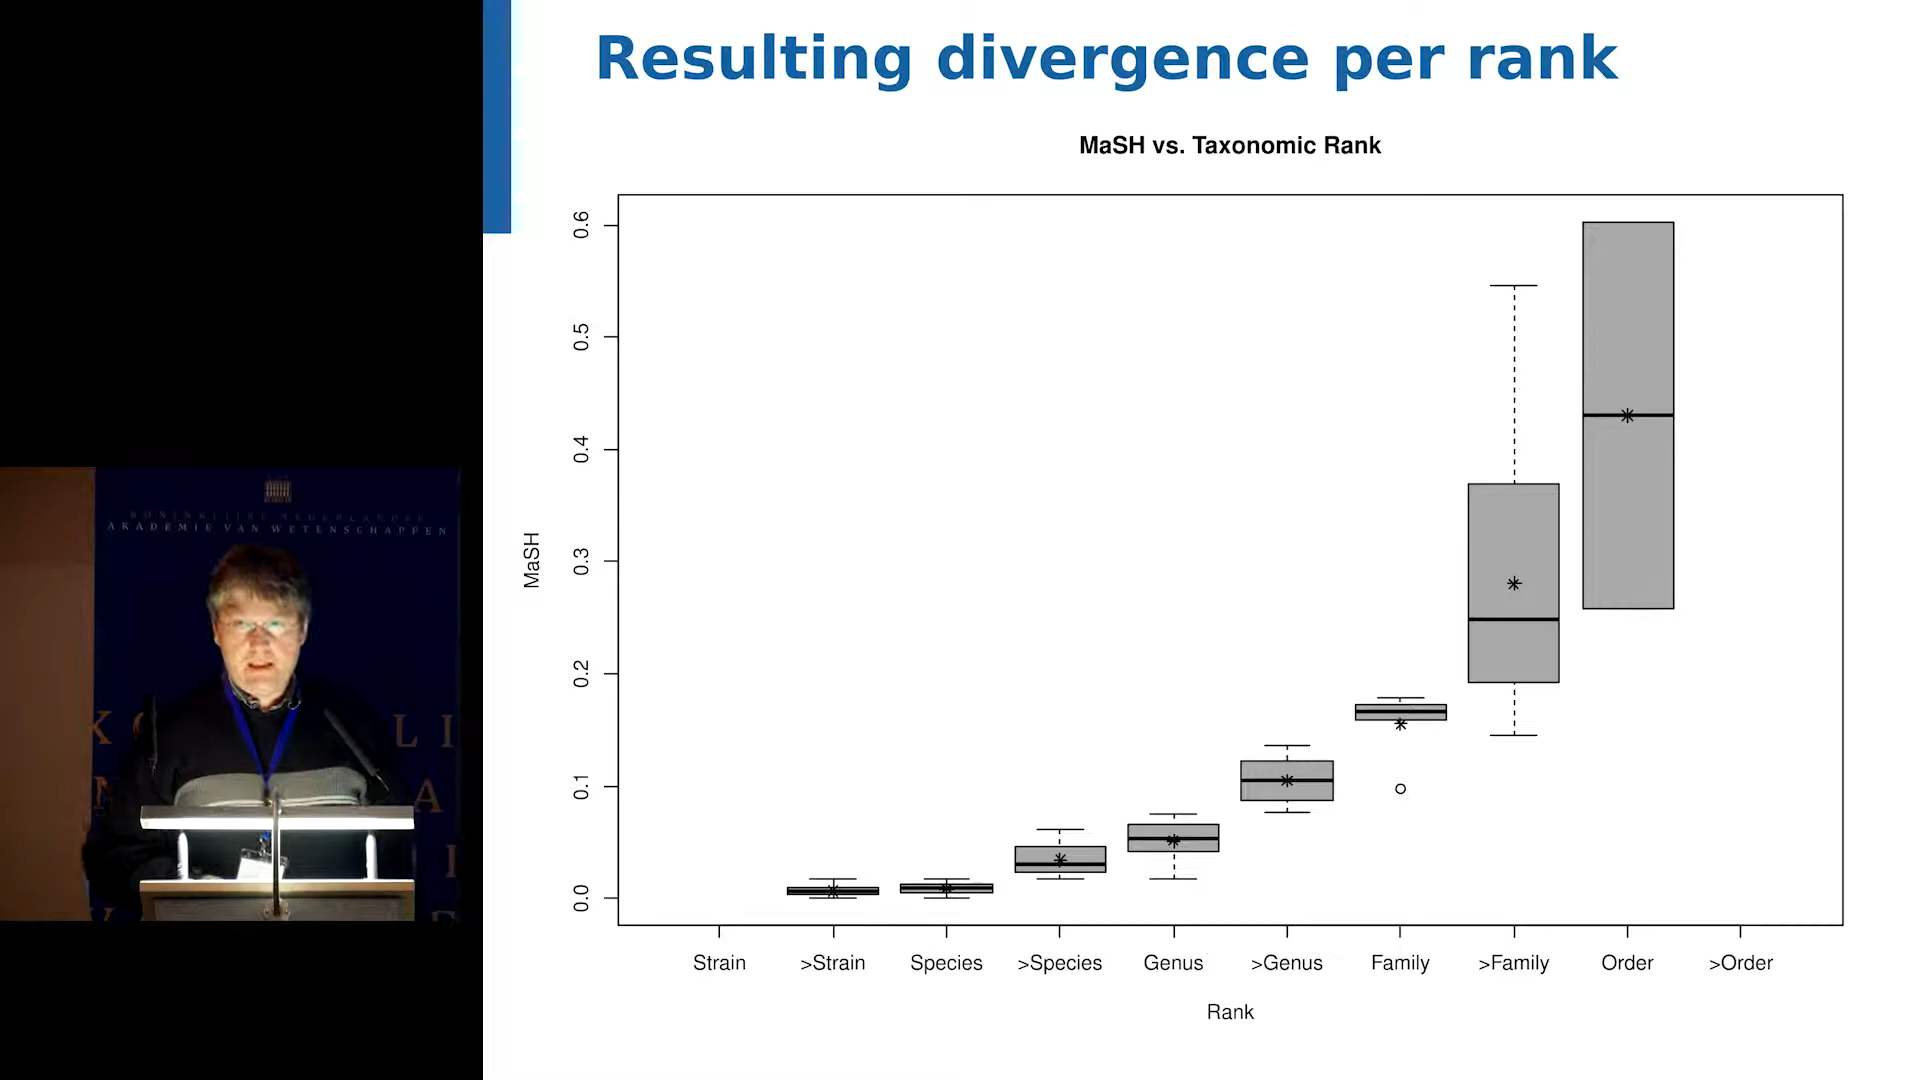 Resulting divergence per rank
MaSH vs. Taxonomic Rank
0.6
0.5
0.4
0.3
0.2
0.1
0.0
MaSH
Strain >Strain Species >Species Genus >Genus Family >Family Order >Order
Rank
KONINKLIJKE NEDERLANDSE
AKADEMIE VAN WETENSCHAPPEN